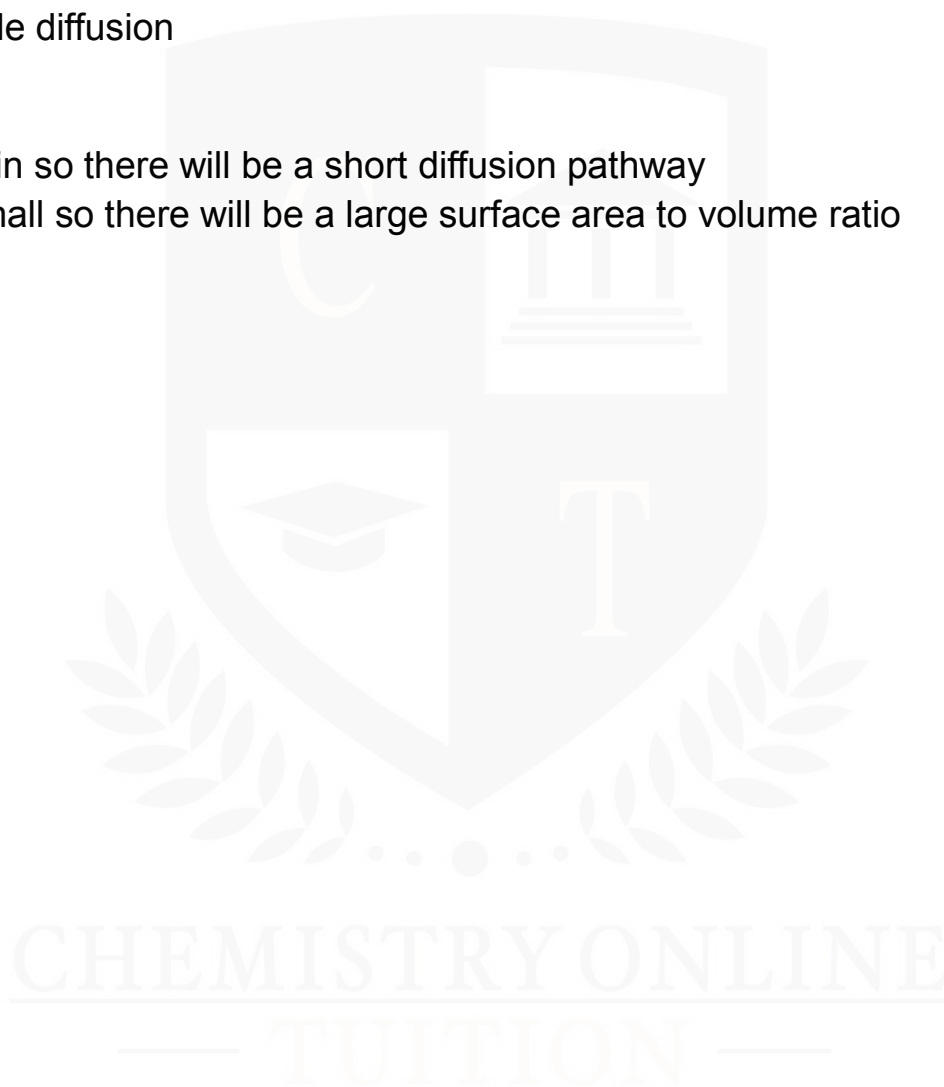 le diffusion
in so there will be a short diffusion pathway
nall so there will be a large surface area to volume ratio
C
T
CHEMISTRY ONLINE
TUITION